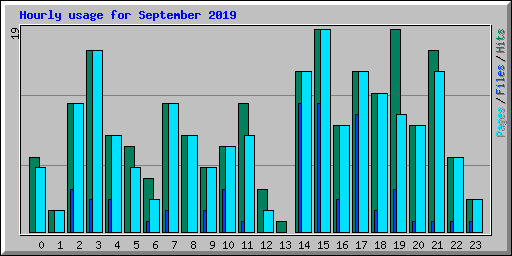 Hourly usage for September 2019
19
Pages/Files/Hits
0 1 2 3 4 5 6 7 8 9 10 11 12 13 14 15 16 17 18 19 20 21 22 23